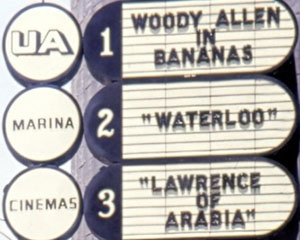 UA
1
WOODY ALLEN
IN
BANANAS
MARINA
2
"WATERLOO"
CINEMAS
3
"LAWRENCE
OF
ARABIA"